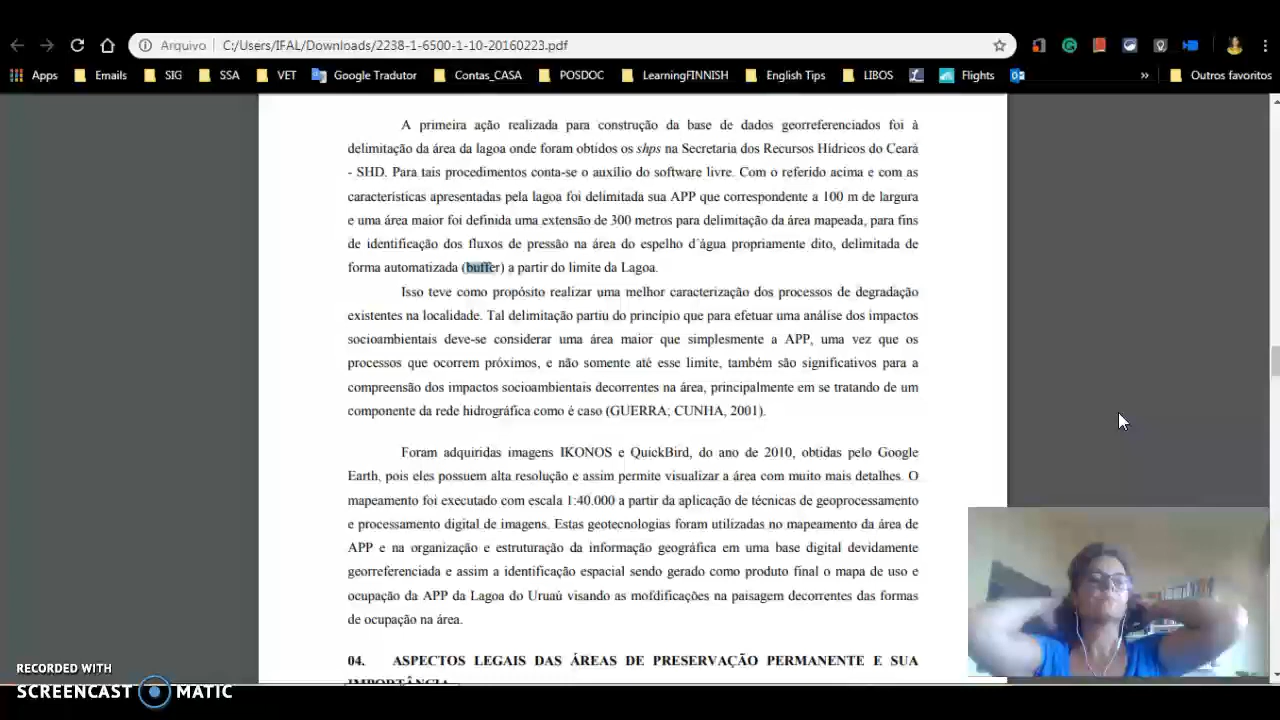 Arquivo C:/Users/IFAL/Downloads/2238-1-6500-1-10-20160223.pdf
Apps Emails SIG SSA VET Google Tradutor Contas_CASA POSDOC LearningFINNISH English Tips LIBOS Flights » Outros favoritos
A primeira ação realizada para construção da base de dados georreferenciados foi à
delimitação da área da lagoa onde foram obtidos os shps na Secretaria dos Recursos Hídricos do Ceará
- SHD. Para tais procedimentos conta-se o auxílio do software livre. Com o referido acima e com as
características apresentadas pela lagoa foi delimitada sua APP que correspondente a 100 m de largura
e uma área maior foi definida uma extensão de 300 metros para delimitação da área mapeada, para fins
de identificação dos fluxos de pressão na área do espelho d´água propriamente dito, delimitada de
forma automatizada (buffer) a partir do limite da Lagoa.
Isso teve como propósito realizar uma melhor caracterização dos processos de degradação
existentes na localidade. Tal delimitação partiu do princípio que para efetuar uma análise dos impactos
socioambientais deve-se considerar uma área maior que simplesmente a APP, uma vez que os
processos que ocorrem próximos, e não somente até esse limite, também são significativos para a
compreensão dos impactos socioambientais decorrentes na área, principalmente em se tratando de um
componente da rede hidrográfica como é caso (GUERRA; CUNHA, 2001).
Foram adquiridas imagens IKONOS e QuickBird, do ano de 2010, obtidas pelo Google
Earth, pois eles possuem alta resolução e assim permite visualizar a área com muito mais detalhes. O
mapeamento foi executado com escala 1:40.000 a partir da aplicação de técnicas de geoprocessamento
e processamento digital de imagens. Estas geotecnologias foram utilizadas no mapeamento da área de
APP e na organização e estruturação da informação geográfica em uma base digital devidamente
georreferenciada e assim a identificação espacial sendo gerado como produto final o mapa de uso e
ocupação da APP da Lagoa do Uruaú visando as mofdificações na paisagem decorrentes das formas
de ocupação na área.
04. ASPECTOS LEGAIS DAS ÁREAS DE PRESERVAÇÃO PERMANENTE E SUA
IMPORTÂNCIA
RECORDED WITH
SCREENCAST MATIC